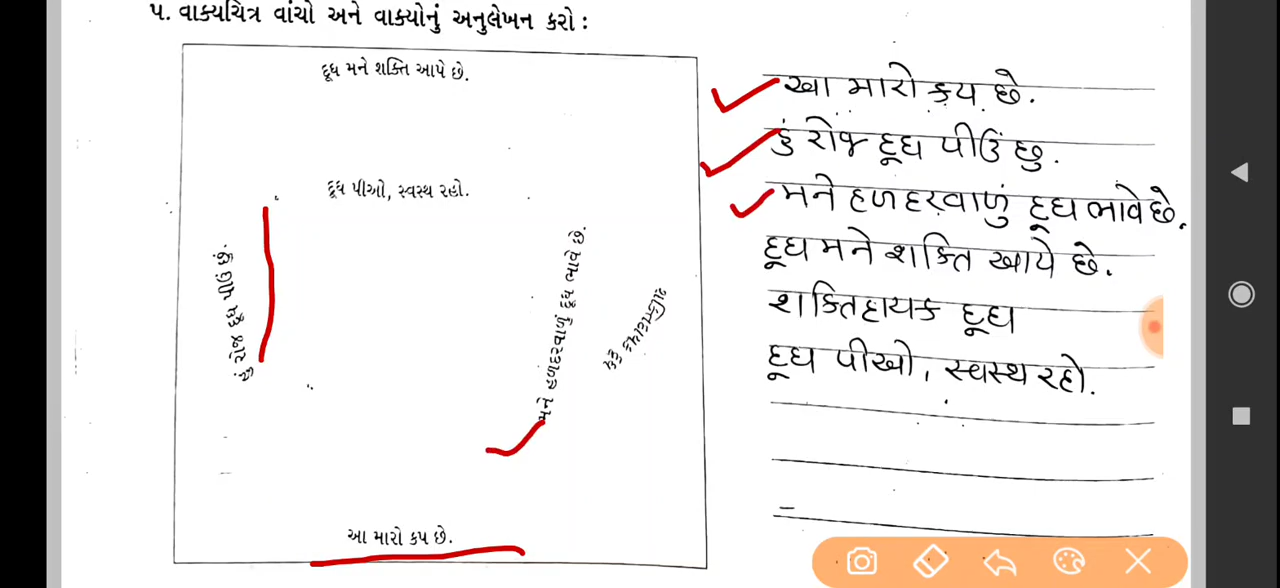 ૫. વાક્યચિત્ર વાંચો અને વાક્યોનું અનુલેખન કરો :
દૂધ મને શક્તિ આપે છે.
દૂધ પીઓ, સ્વસ્થ રહો.
હું રોજ દૂધ પીઉં છું.
મને હળદરવાળું દૂધ ભાવે છે.
શક્તિદાયક દૂધ
આ મારો કપ છે.
આ મારો કપ છે.
હું રોજ દૂધ પીઉં છુ.
મને હળદરવાળું દૂધ ભાવે છે.
દૂધ મને શક્તિ આપે છે.
શક્તિદાયક દૂધ
દૂધ પીઓ, સ્વસ્થ રહો.